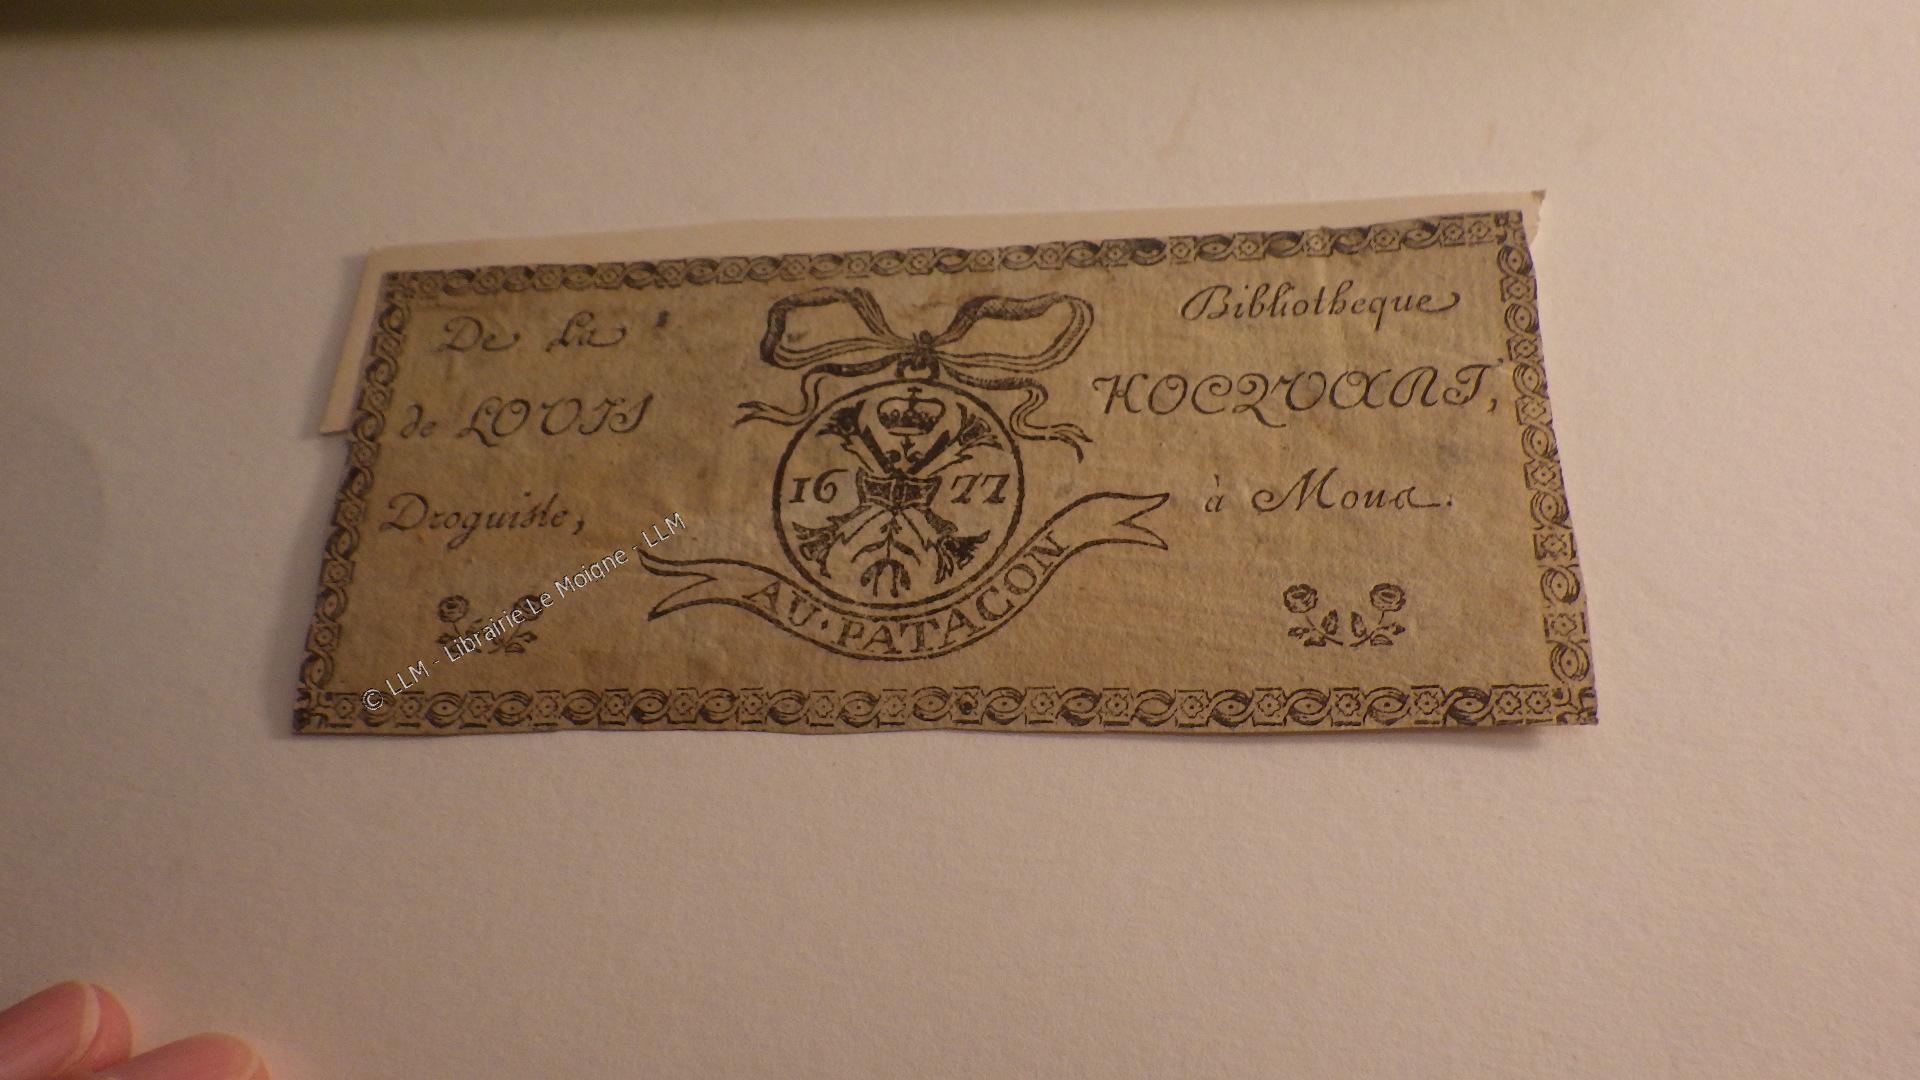 De La Bibliotheque
de LOUIS HOCQUART,
Droguiste, à Mons.
16 77
AU · PATACON
© LLM - Librairie Le Moigne - LLM